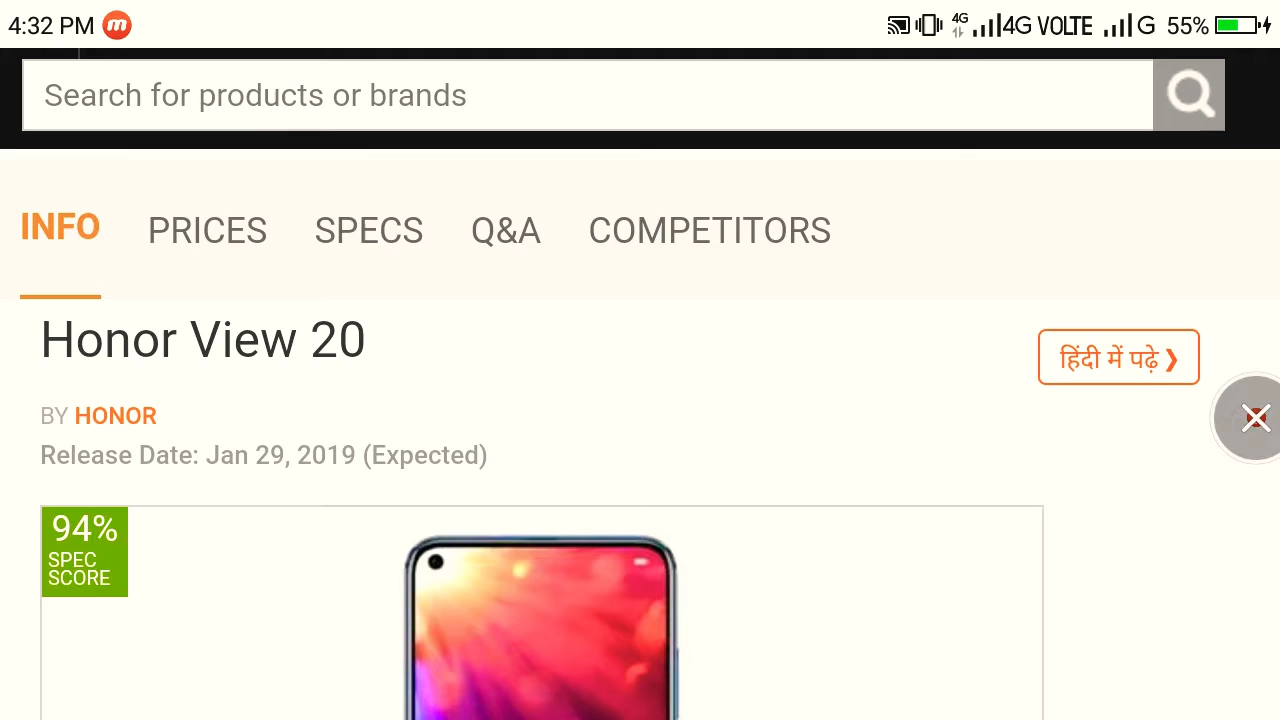 4:32 PM m 4G 4G VOLTE G 55%
Search for products or brands
INFO PRICES SPECS Q&A COMPETITORS
Honor View 20
हिंदी में पढ़े ❯
BY HONOR
Release Date: Jan 29, 2019 (Expected)
94%
SPEC
SCORE